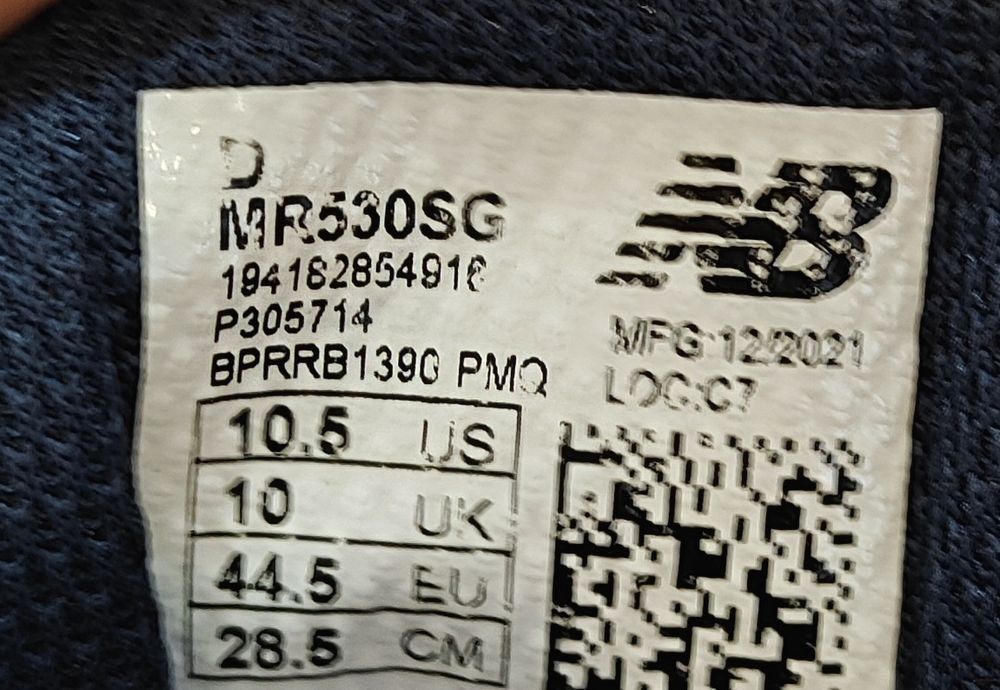 D
MR530SG
194182854916
P305714
BPRRB1390 PMQ
10.5 US
10 UK
44.5 EU
28.5 CM
NB
MFG:12/2021
LOC:C7